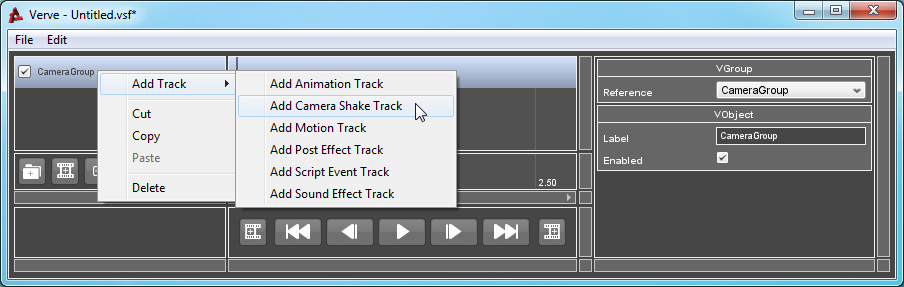 Verve - Untitled.vsf*
File Edit
CameraGroup
Add Track
Cut
Copy
Paste
Delete
Add Animation Track
Add Camera Shake Track
Add Motion Track
Add Post Effect Track
Add Script Event Track
Add Sound Effect Track
2.50
VGroup
Reference CameraGroup
VObject
Label CameraGroup
Enabled